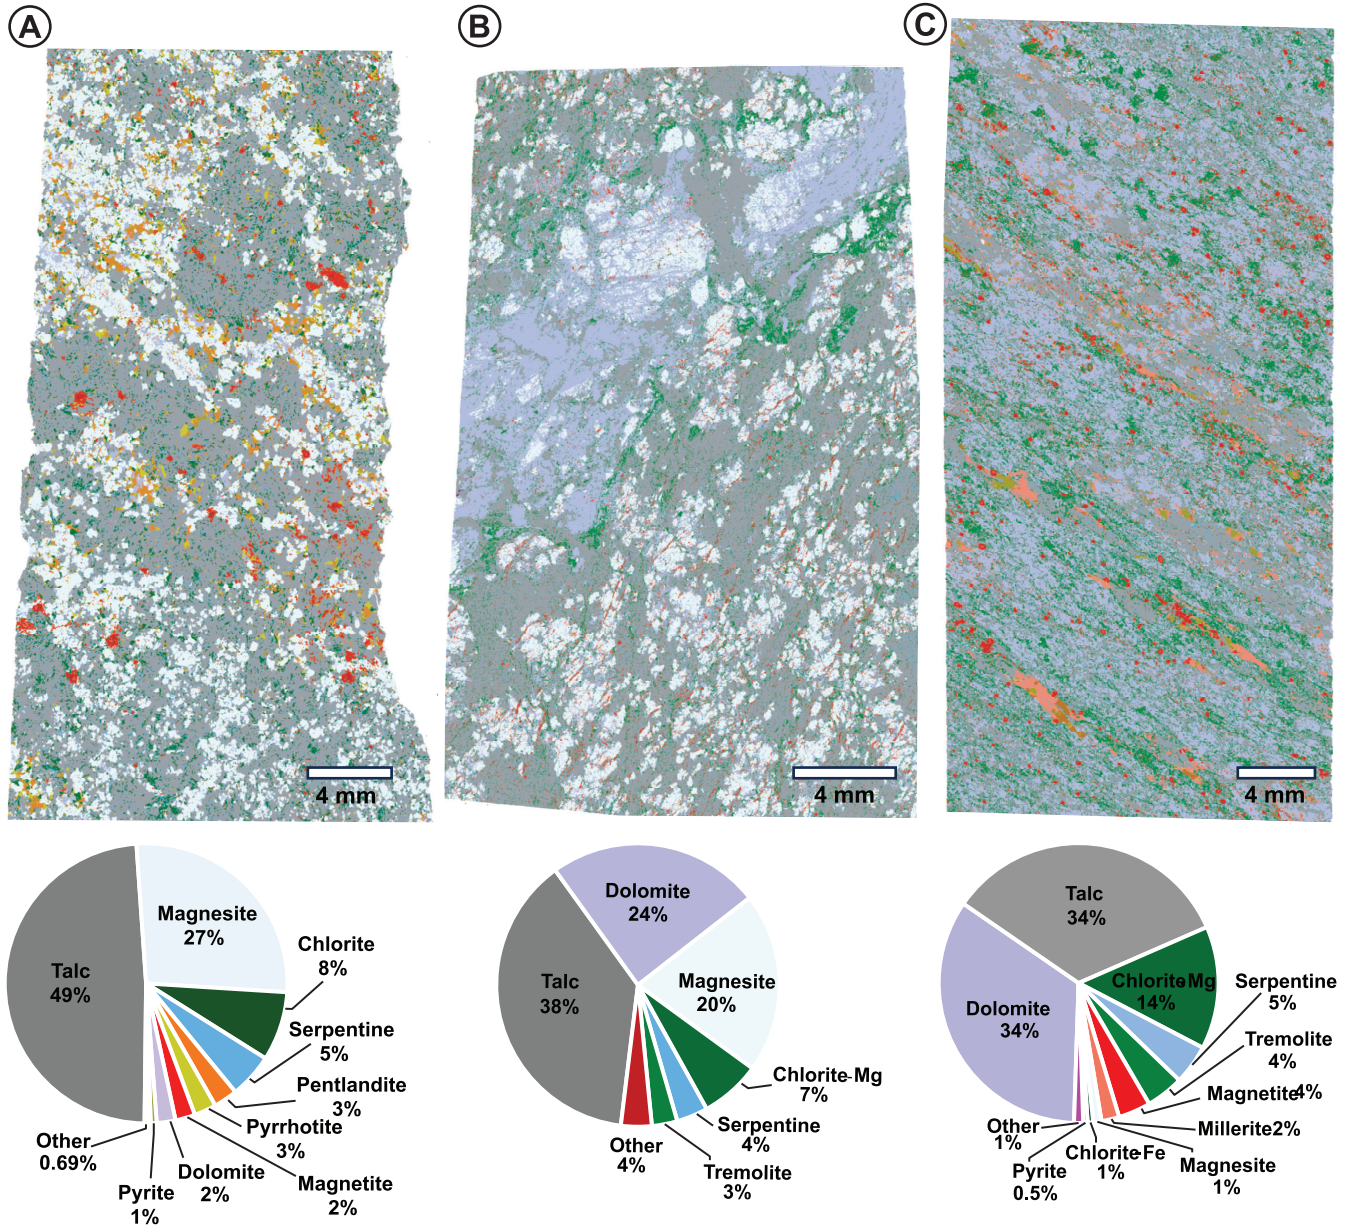 A
B
C
4 mm
4 mm
4 mm
Magnesite
27%
Chlorite
8%
Talc
49%
Serpentine
5%
Pentlandite
3%
Pyrrhotite
3%
Other
0.69%
Dolomite
2%
Magnetite
2%
Pyrite
1%
Dolomite
24%
Talc
38%
Magnesite
20%
Chlorite-Mg
7%
Serpentine
4%
Other
4%
Tremolite
3%
Talc
34%
Chlorite-Mg
14%
Serpentine
5%
Dolomite
34%
Tremolite
4%
Magnetite4%
Millerite2%
Other
1%
Chlorite-Fe
1%
Magnesite
1%
Pyrite
0.5%